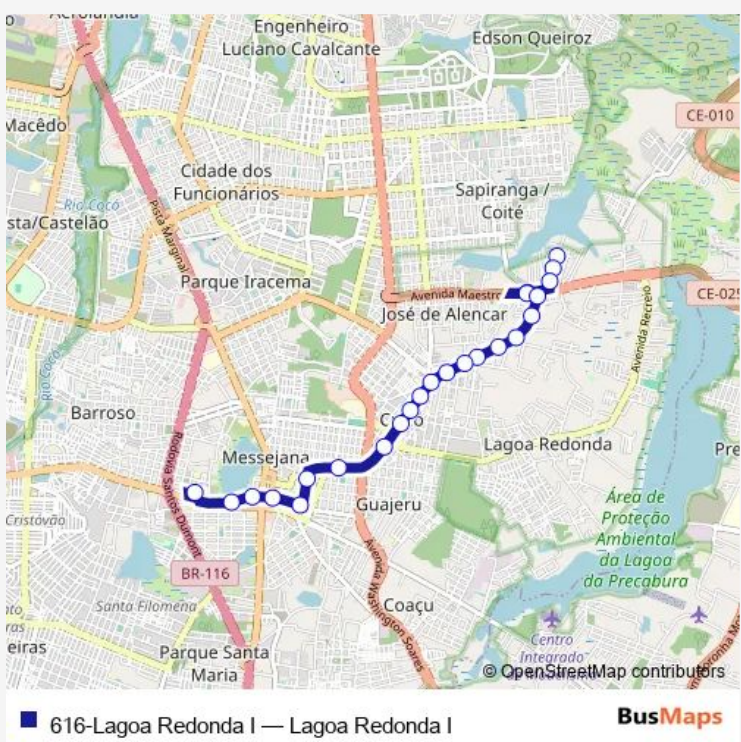 Engenheiro
Luciano Cavalcante
Edson Queiroz
CE-010
Macêdo
Cidade dos
Funcionários
Sapiranga /
Coité
Rio Cocó
sta/Castelão
Pista Marginal
Parque Iracema
Avenida Maestro
CE-025
José de Alencar
Avenida Recreio
Rio Cocó
Barroso
Lagoa Redonda
Pre
Messejana
Rodovia Santos Dumont
Guajeru
Área de
Proteção
Ambiental
da Lagoa
da Precabura
Cristóvão
BR-116
Avenida Washington Soares
Santa Filomena
Coaçu
eiras
Parque Santa
Maria
Centro
Integrado
© OpenStreetMap contributors
616-Lagoa Redonda I — Lagoa Redonda I
BusMaps